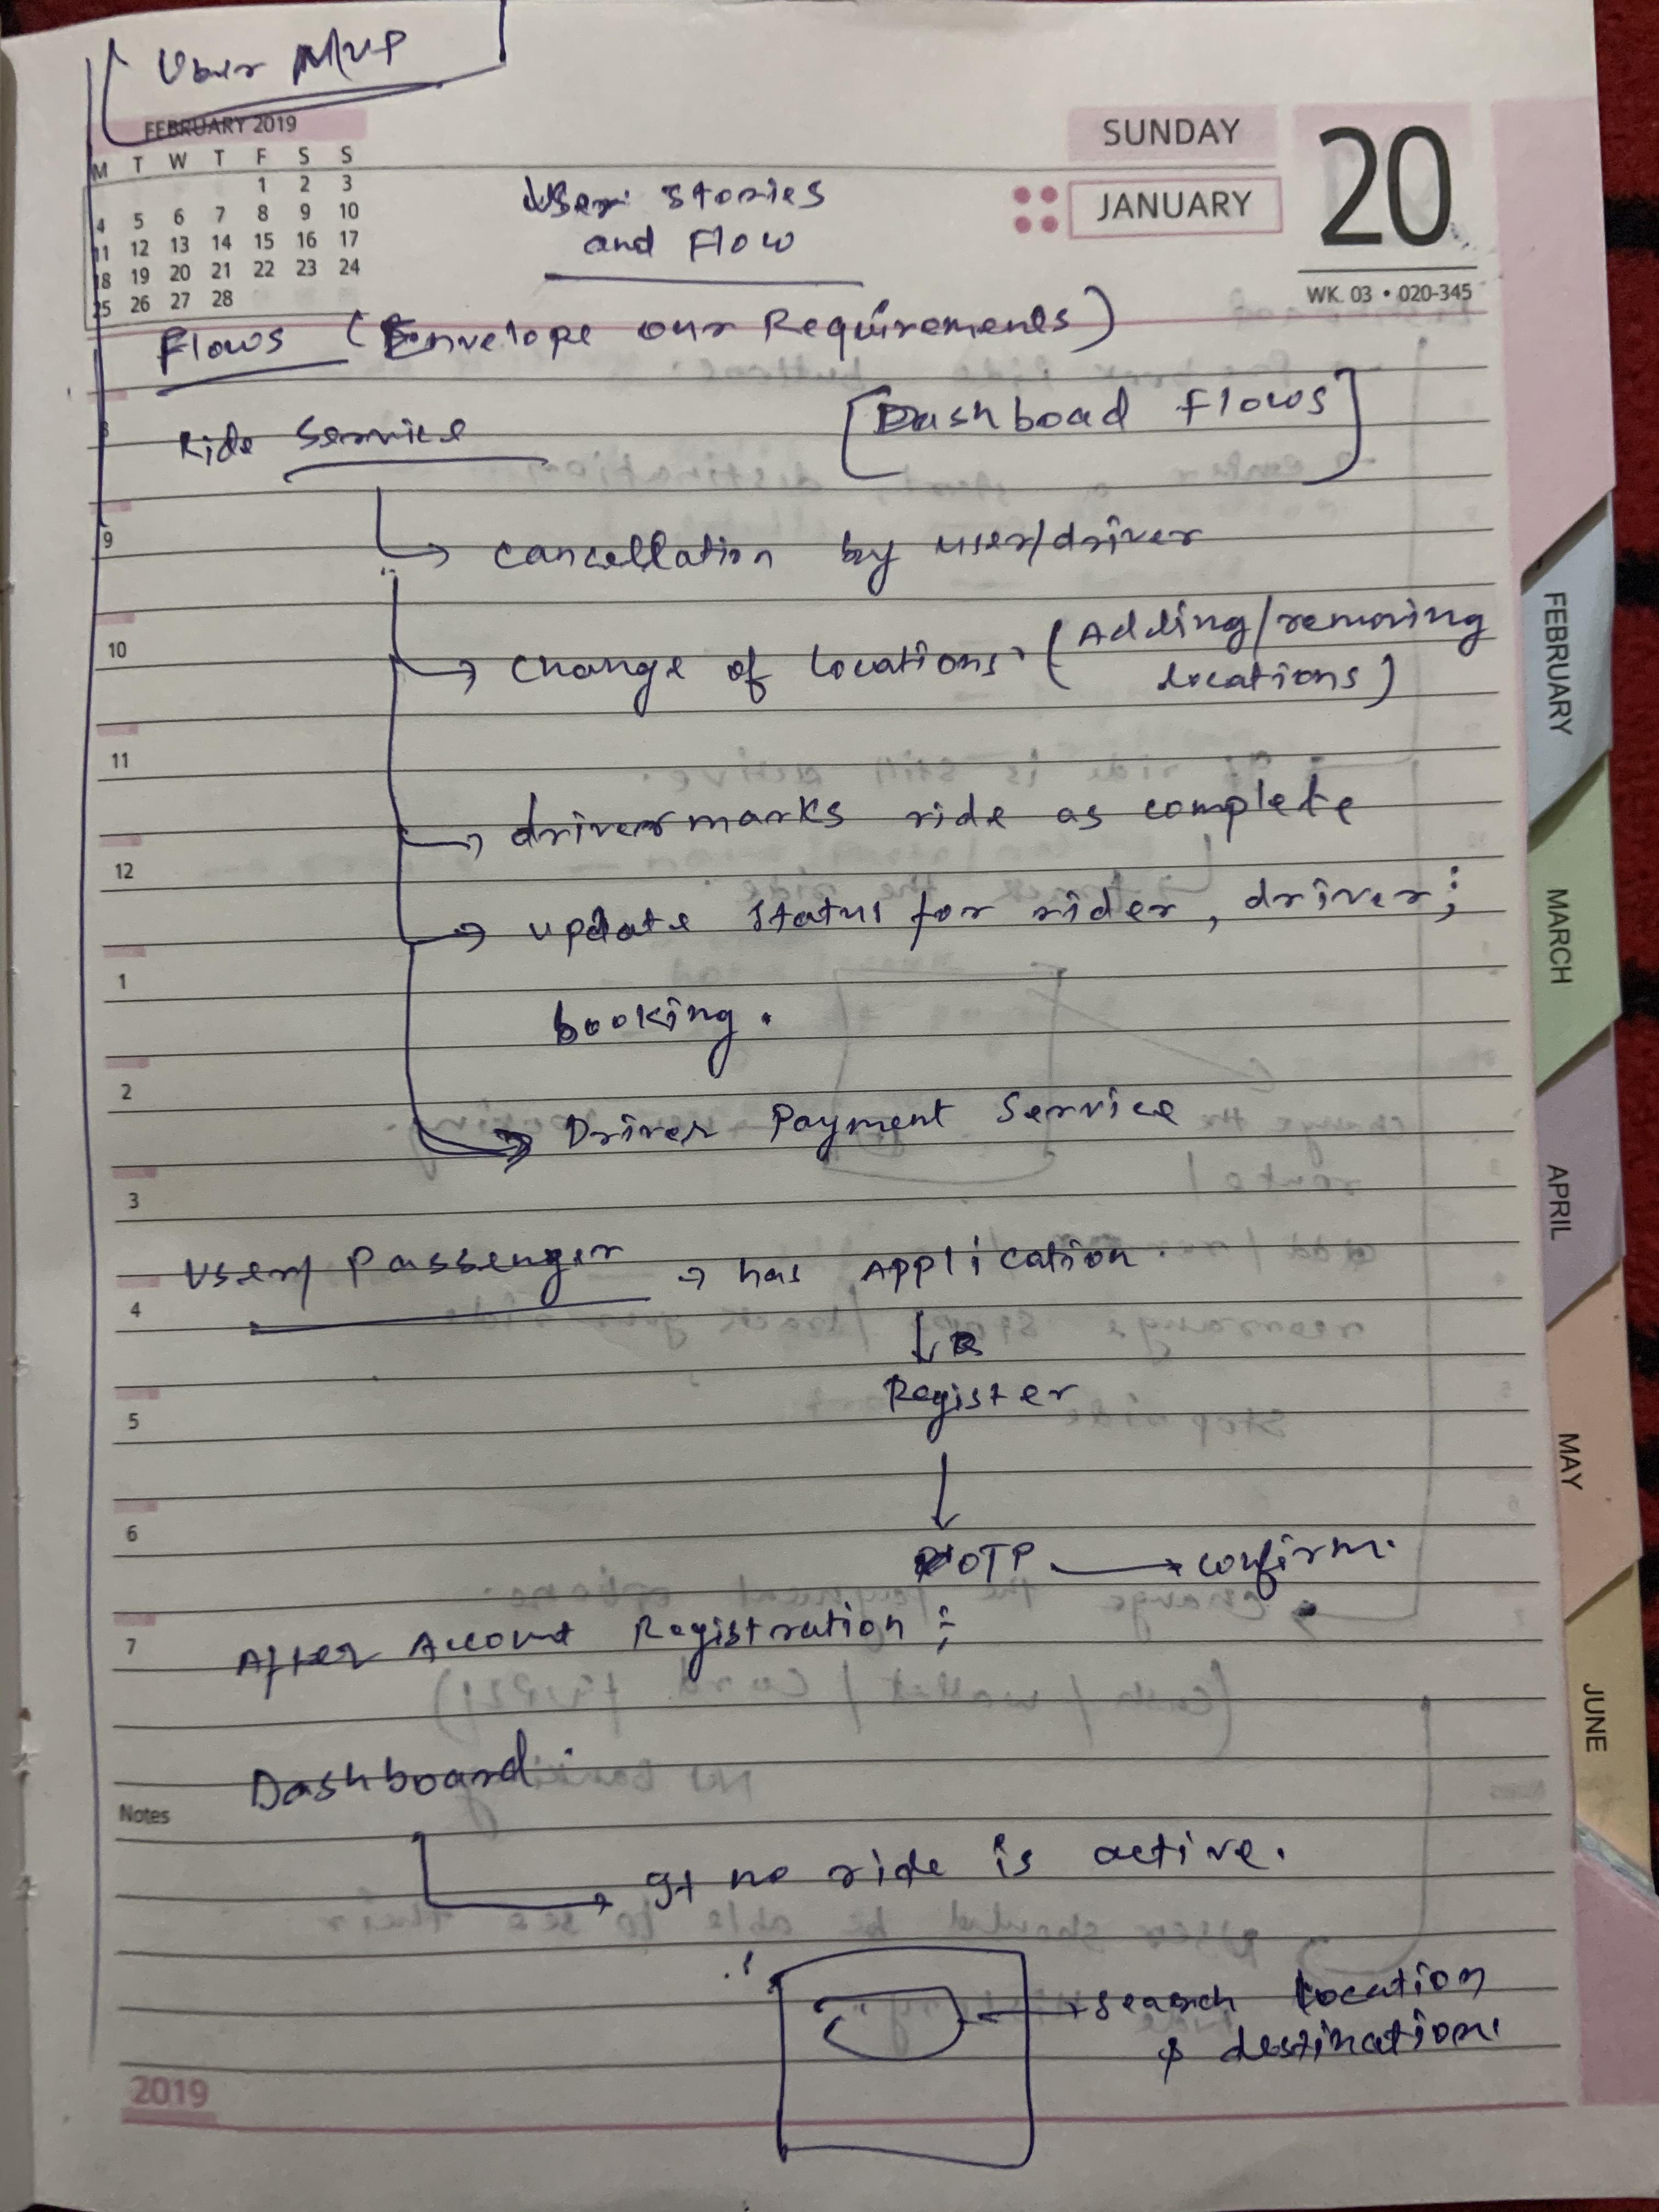 Uber MVP
FEBRUARY 2019
M T W T F S S
1 2 3
4 5 6 7 8 9 10
11 12 13 14 15 16 17
18 19 20 21 22 23 24
25 26 27 28
SUNDAY
JANUARY
20
WK. 03 • 020-345
User stories
and Flow
Flows (Envelope our Requirements)
[Dashboad flows]
Ride Service
→ cancellation by user/driver
→ change of locations. (Adding/removing
locations)
→ driver marks ride as complete
→ update status for rider, driver;
booking.
→ Driver Payment Service
User/Passenger → has Application.
↓
Register
↓
OTP → confirm.
After Account Registration :
Dashboard
→ If no ride is active.
← search location
& destination.
8
9
10
11
12
1
2
3
4
5
6
7
Notes
2019
FEBRUARY
MARCH
APRIL
MAY
JUNE